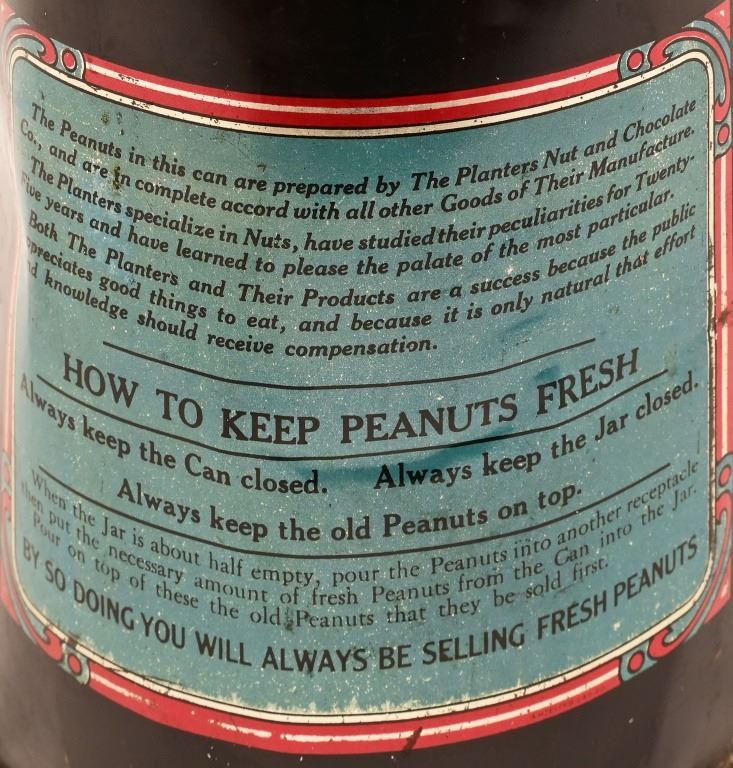 The Peanuts in this can are prepared by The Planters Nut and Chocolate
Co., and are in complete accord with all other Goods of Their Manufacture.
The Planters specialize in Nuts, have studied their peculiarities for Twenty-
Five years and have learned to please the palate of the most particular.
Both The Planters and Their Products are a success because the public
appreciates good things to eat, and because it is only natural that effort
and knowledge should receive compensation.
HOW TO KEEP PEANUTS FRESH
Always keep the Can closed. Always keep the Jar closed.
Always keep the old Peanuts on top.
When the Jar is about half empty, pour the Peanuts into another receptacle
then put the necessary amount of fresh Peanuts from the Can into the Jar.
Pour on top of these the old Peanuts that they be sold first.
BY SO DOING YOU WILL ALWAYS BE SELLING FRESH PEANUTS